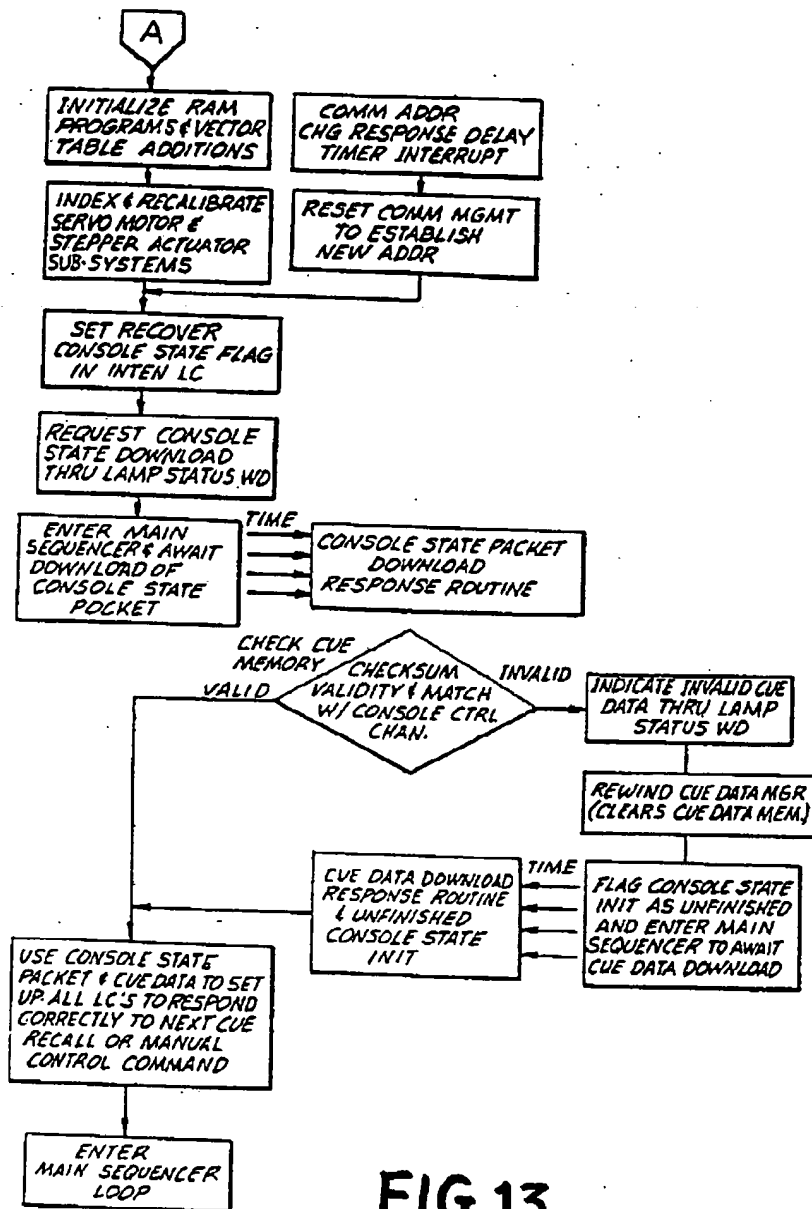 A
INITIALIZE RAM
PROGRAMS & VECTOR
TABLE ADDITIONS
COMM ADDR
CHG RESPONSE DELAY
TIMER INTERRUPT
INDEX & RECALIBRATE
SERVO MOTOR &
STEPPER ACTUATOR
SUB-SYSTEMS
RESET COMM MGMT
TO ESTABLISH
NEW ADDR
SET RECOVER
CONSOLE STATE FLAG
IN INTEN LC
REQUEST CONSOLE
STATE DOWNLOAD
THRU LAMP STATUS WD
ENTER MAIN
SEQUENCER & AWAIT
DOWNLOAD OF
CONSOLE STATE
POCKET
TIME
CONSOLE STATE PACKET
DOWNLOAD
RESPONSE ROUTINE
CHECK CUE
MEMORY
VALID
CHECKSUM
VALIDITY & MATCH
W/ CONSOLE CTRL
CHAN.
INVALID
INDICATE INVALID CUE
DATA THRU LAMP
STATUS WD
REWIND CUE DATA MGR
(CLEARS CUE DATA MEM.)
FLAG CONSOLE STATE
INIT AS UNFINISHED
AND ENTER MAIN
SEQUENCER TO AWAIT
CUE DATA DOWNLOAD
TIME
CUE DATA DOWNLOAD
RESPONSE ROUTINE
& UNFINISHED
CONSOLE STATE
INIT
USE CONSOLE STATE
PACKET & CUE DATA TO SET
UP ALL LC'S TO RESPOND
CORRECTLY TO NEXT CUE
RECALL OR MANUAL
CONTROL COMMAND
ENTER
MAIN SEQUENCER
LOOP
FIG.13